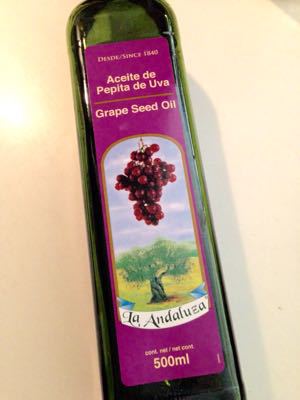 DESDE/SINCE 1840
Aceite de
Pepita de Uva
Grape Seed Oil
La Andaluza
cont. net / net cont.
500ml